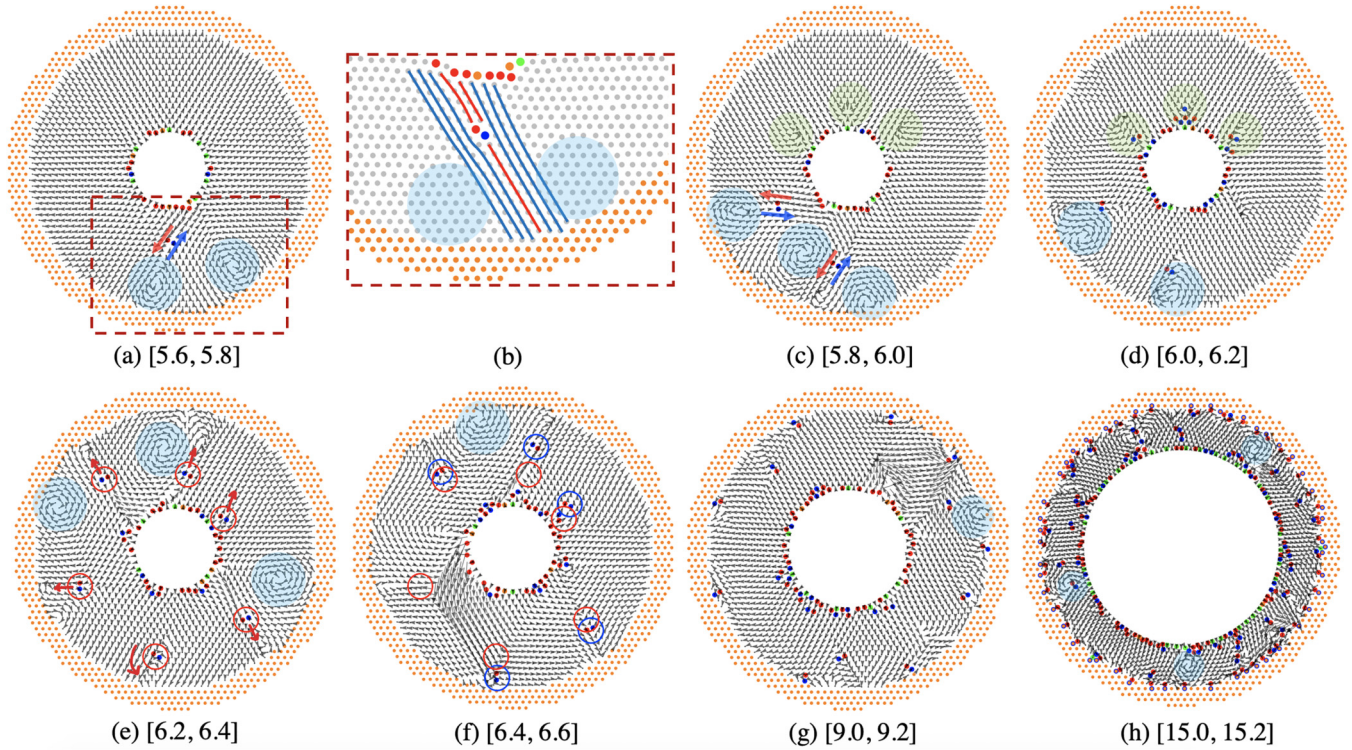 (a) [5.6, 5.8]
(b)
(c) [5.8, 6.0]
(d) [6.0, 6.2]
(e) [6.2, 6.4]
(f) [6.4, 6.6]
(g) [9.0, 9.2]
(h) [15.0, 15.2]